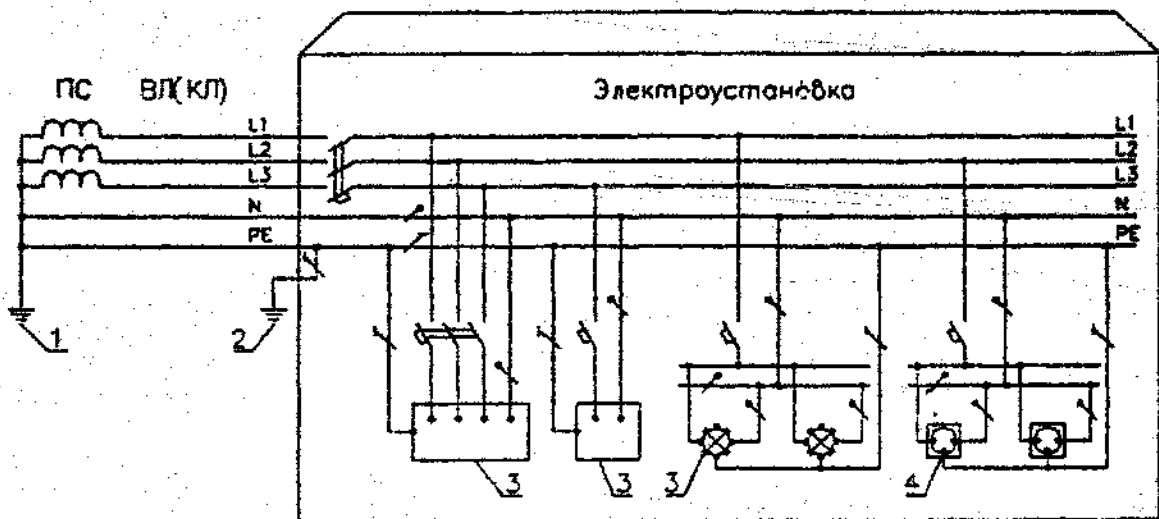 Электроустановка
ПС ВЛ(КЛ)
L1 L1
L2 L2
L3 L3
N N
PE PE
1 2
3 3 3 4